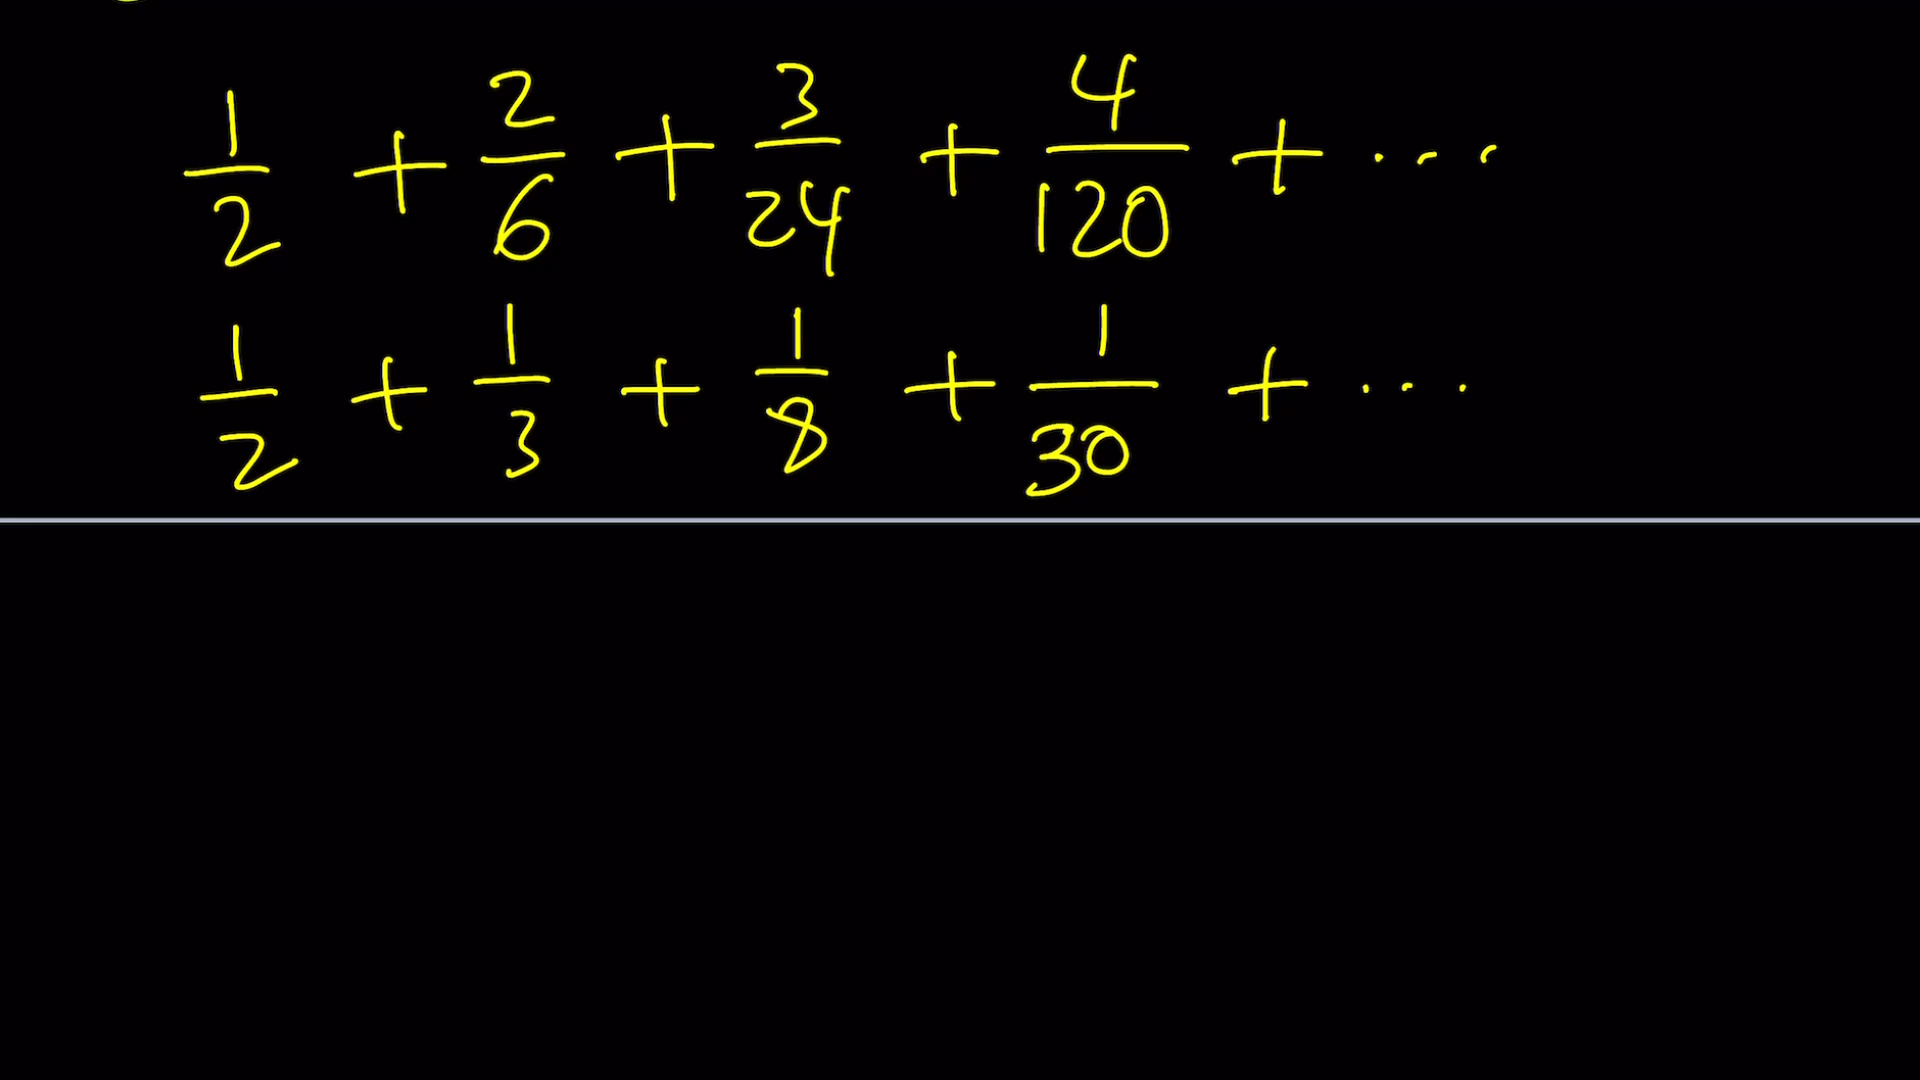 1/2 + 2/6 + 3/24 + 4/120 + ...
1/2 + 1/3 + 1/8 + 1/30 + ...